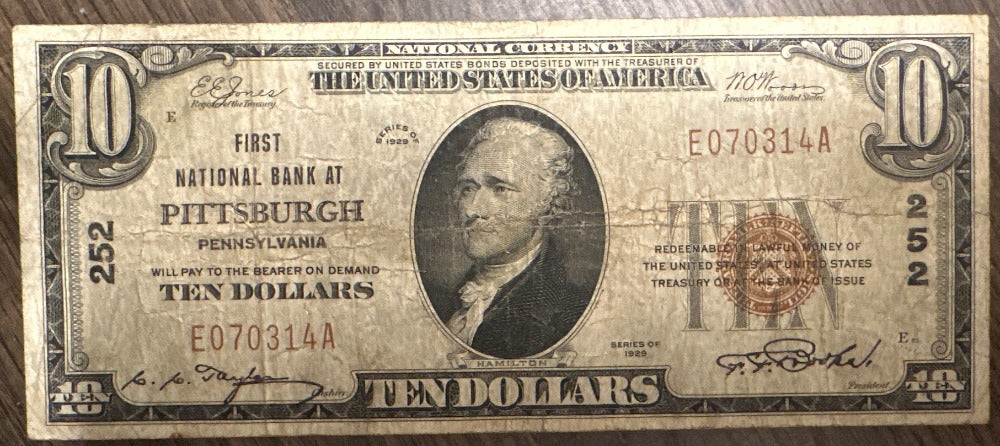 NATIONAL CURRENCY
SECURED BY UNITED STATES BONDS DEPOSITED WITH THE TREASURER OF
THE UNITED STATES OF AMERICA
10
10
E E Jones
Register of the Treasury
W.O. Woods
Treasurer of the United States
E
SERIES OF
1929
E070314A
FIRST
NATIONAL BANK AT
PITTSBURGH
PENNSYLVANIA
WILL PAY TO THE BEARER ON DEMAND
TEN DOLLARS
252
E070314A
TEN
REDEEMABLE IN LAWFUL MONEY OF
THE UNITED STATES AT UNITED STATES
TREASURY OR AT THE BANK OF ISSUE
252
SERIES OF
1929
E
HAMILTON
C. C. Taylor
Cashier
President
10
TEN DOLLARS
10